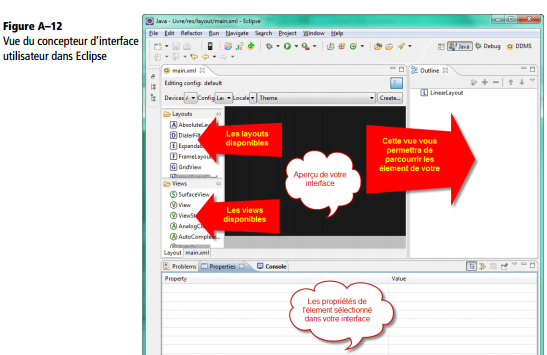 Figure A–12
Vue du concepteur d'interface
utilisateur dans Eclipse
Java - Livre/res/layout/main.xml - Eclipse
File Edit Refactor Run Navigate Search Project Window Help
Java Debug DDMS
main.xml
Editing config: default
Devices Config Locale Theme Create...
Layouts
AbsoluteLa
DialerFil
Expandab
FrameLayou
GridView
Views
SurfaceView
View
ViewSt
AnalogCl
AutoComple
Layout main.xml
Les layouts
disponibles
Les views
disponibles
Aperçu de votre
interface
Outline
LinearLayout
Cette vue vous
permettra de
parcourrir les
élement de votre
Problems Properties Console
Property Value
Les propriétés de
l'élement sélectionné
dans votre interface